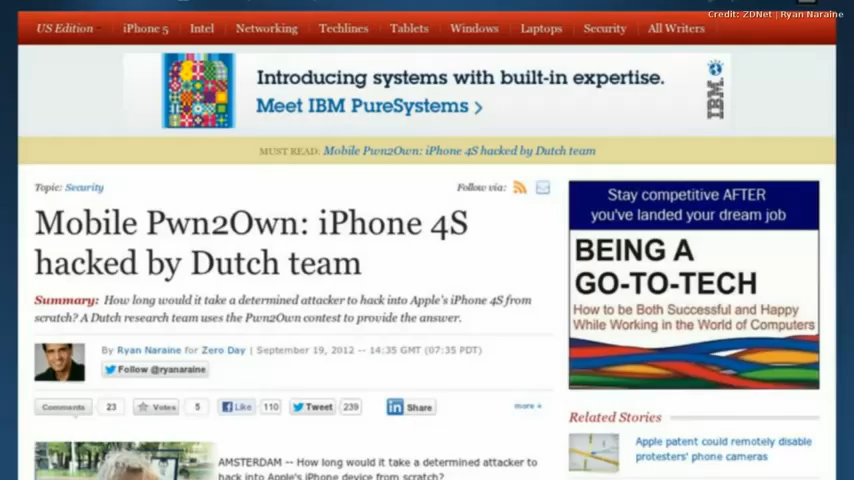 Credit: ZDNet | Ryan Naraine
US Edition
iPhone 5
Intel
Networking
Techlines
Tablets
Windows
Laptops
Security
All Writers
Introducing systems with built-in expertise.
Meet IBM PureSystems >
IBM
MUST READ: Mobile Pwn2Own: iPhone 4S hacked by Dutch team
Topic: Security
Follow via:
Mobile Pwn2Own: iPhone 4S
hacked by Dutch team
Summary: How long would it take a determined attacker to hack into Apple's iPhone 4S from
scratch? A Dutch research team uses the Pwn2Own contest to provide the answer.
By Ryan Naraine for Zero Day | September 19, 2012 -- 14:35 GMT (07:35 PDT)
Follow @ryanaraine
Comments 23 Votes 5 Like 110 Tweet 239 Share more +
AMSTERDAM -- How long would it take a determined attacker to
hack into Apple's iPhone device from scratch?
Stay competitive AFTER
you've landed your dream job
BEING A
GO-TO-TECH
How to be Both Successful and Happy
While Working in the World of Computers
Related Stories
Apple patent could remotely disable
protesters' phone cameras